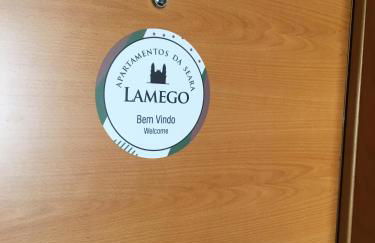 APARTAMENTOS DA SEARA
LAMEGO
Bem Vindo
Welcome